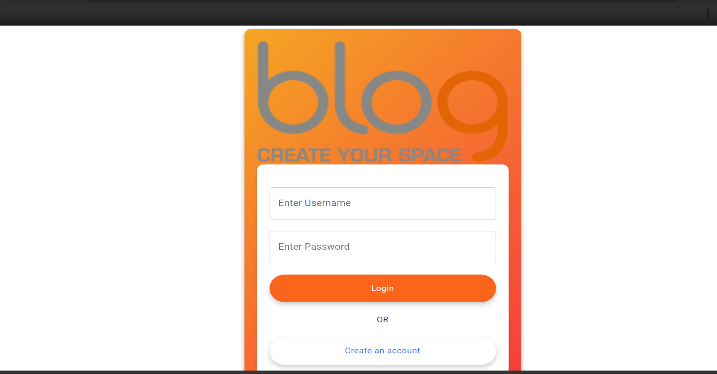 blog
CREATE YOUR SPACE
Enter Username
Enter Password
Login
OR
Create an account